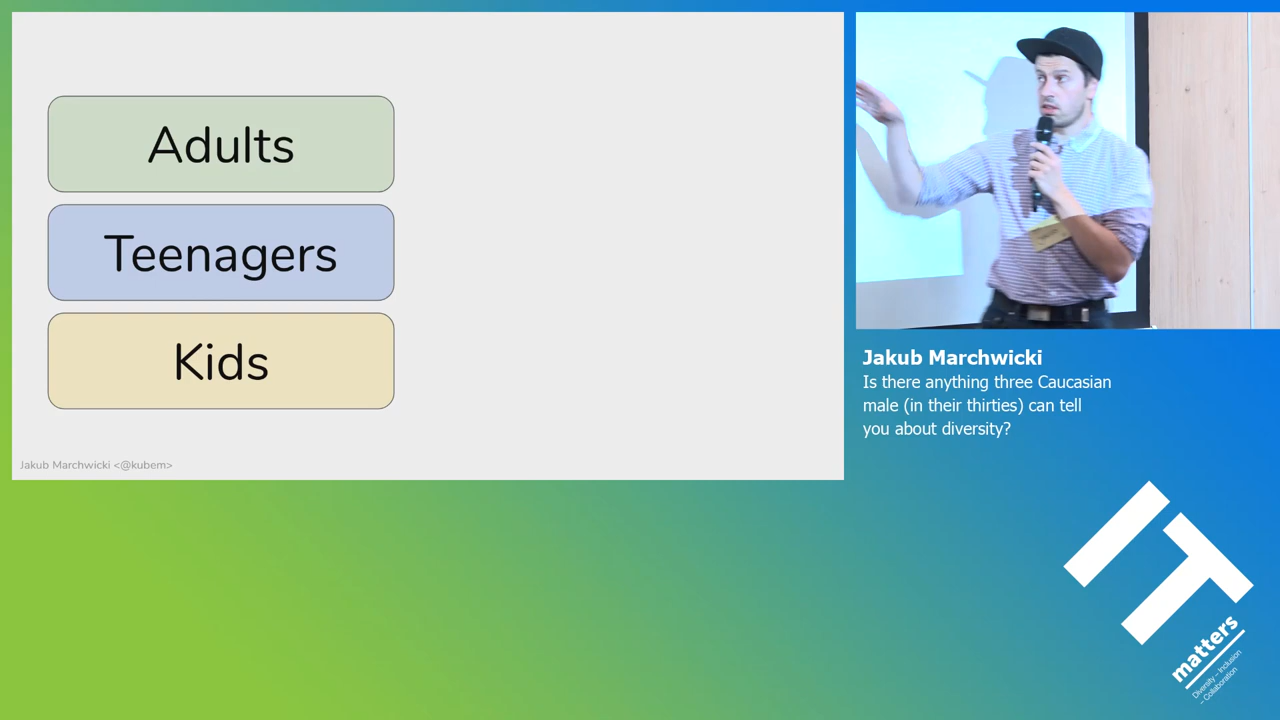 Adults
Teenagers
Kids
Jakub Marchwicki <@kubem>
Jakub Marchwicki
Is there anything three Caucasian
male (in their thirties) can tell
you about diversity?
IT
matters
Diversity – Inclusion
– Collaboration